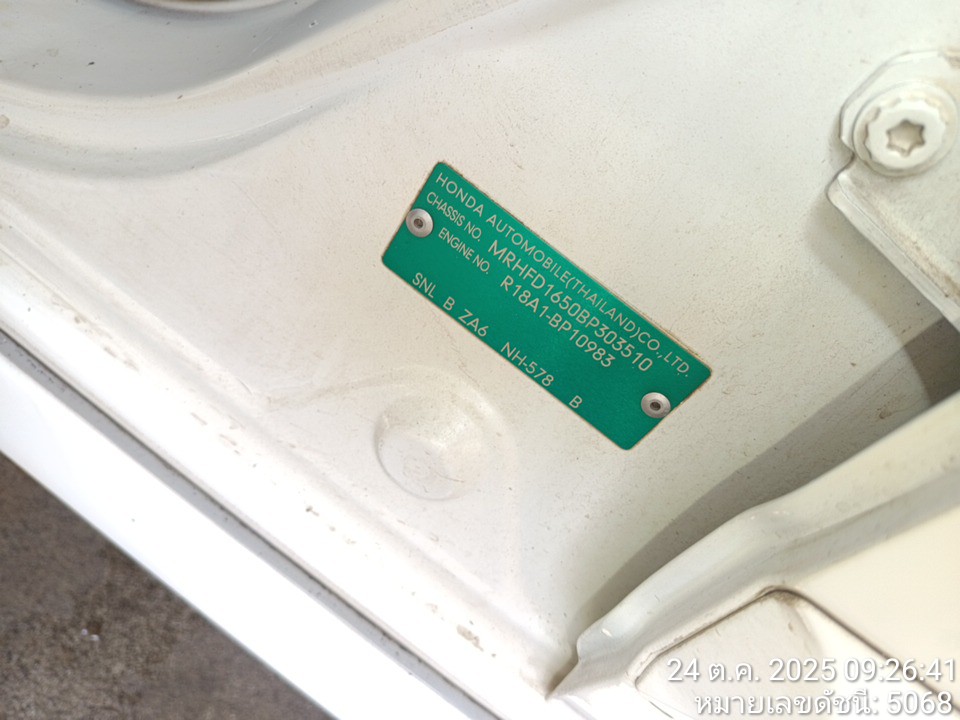 HONDA AUTOMOBILE(THAILAND)CO.,LTD.
CHASSIS NO. MRHFD1650BP303510
ENGINE NO. R18A1-BP10983
SNL B ZA6 NH-578 B
24 ต.ค. 2025 09:26:41
หมายเลขดัชนี: 5068